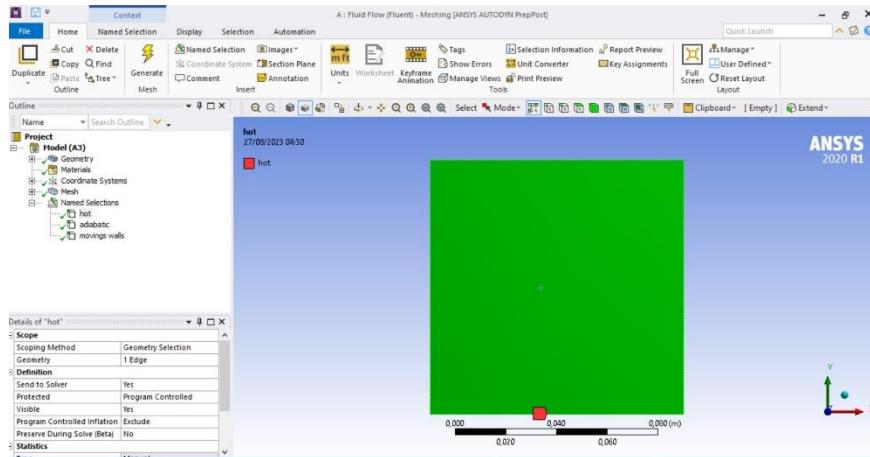 Context
A : Fluid Flow (Fluent) - Meshing [ANSYS AUTODYN PrepPost]
File Home Named Selection Display Selection Automation
Quick Launch
Duplicate Cut Copy Paste Delete Find Tree
Outline
Generate
Mesh
Named Selection Coordinate System Comment Images Section Plane Annotation
Insert
Units Worksheet Keyframe Animation Tags Show Errors Manage Views Selection Information Unit Converter Print Preview Report Preview Key Assignments
Tools
Full Screen Manage User Defined Reset Layout
Layout
Outline
Name Search Outline
Select Mode Clipboard [Empty] Extend
Project
Model (A3)
Geometry
Materials
Coordinate Systems
Mesh
Named Selections
hot
adiabatic
movings walls
hot
27/08/2023 04:30
hot
ANSYS
2020 R1
Details of "hot"
Scope
Scoping Method Geometry Selection
Geometry 1 Edge
Definition
Send to Solver Yes
Protected Program Controlled
Visible Yes
Program Controlled Inflation Exclude
Preserve During Solve (Beta) No
Statistics
Y
0,000 0,040 0,080 (m)
0,020 0,060